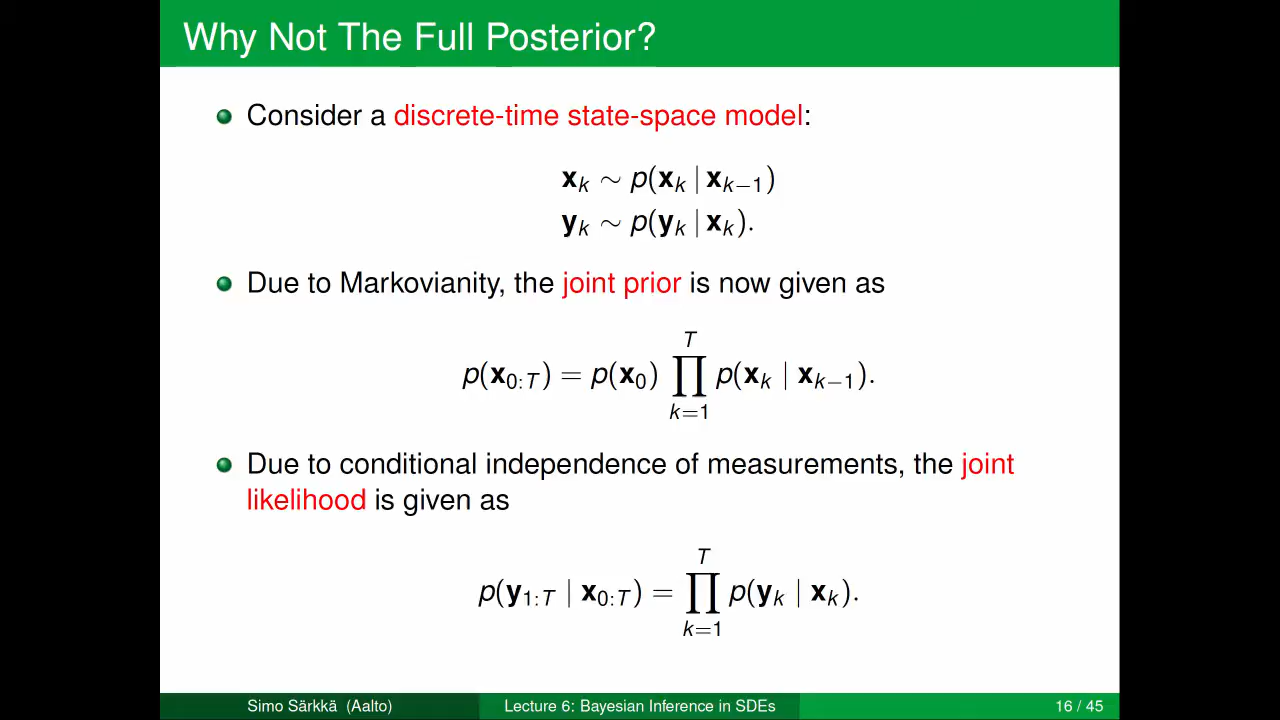 Why Not The Full Posterior?
Consider a discrete-time state-space model:
x_k ∼ p(x_k | x_{k−1})
y_k ∼ p(y_k | x_k).
Due to Markovianity, the joint prior is now given as
p(x_{0:T}) = p(x_0) ∏_{k=1}^{T} p(x_k | x_{k−1}).
Due to conditional independence of measurements, the joint
likelihood is given as
p(y_{1:T} | x_{0:T}) = ∏_{k=1}^{T} p(y_k | x_k).
Simo Särkkä (Aalto) Lecture 6: Bayesian Inference in SDEs 16 / 45